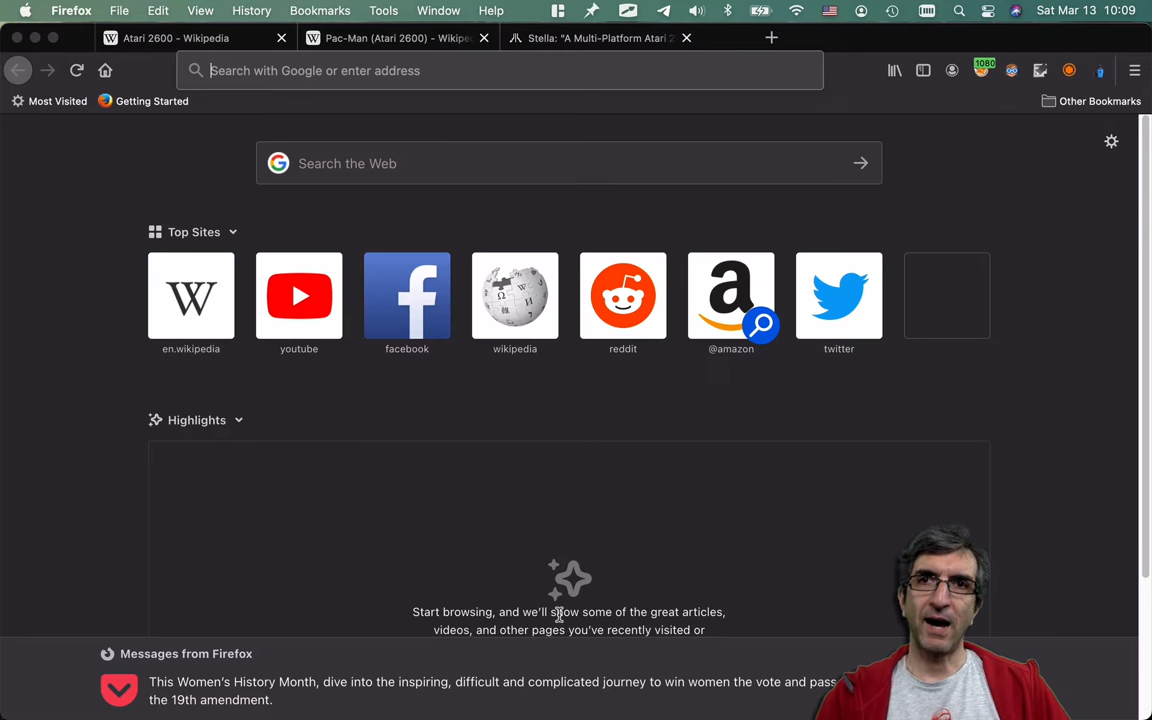 Firefox File Edit View History Bookmarks Tools Window Help Sat Mar 13 10:09
Atari 2600 - Wikipedia Pac-Man (Atari 2600) - Wikipe Stella: "A Multi-Platform Atari 2
Search with Google or enter address
1080
Most Visited Getting Started Other Bookmarks
G Search the Web
Top Sites
en.wikipedia youtube facebook wikipedia reddit @amazon twitter
Highlights
Start browsing, and we'll show some of the great articles,
videos, and other pages you've recently visited or
Messages from Firefox
This Women's History Month, dive into the inspiring, difficult and complicated journey to win women the vote and pass
the 19th amendment.